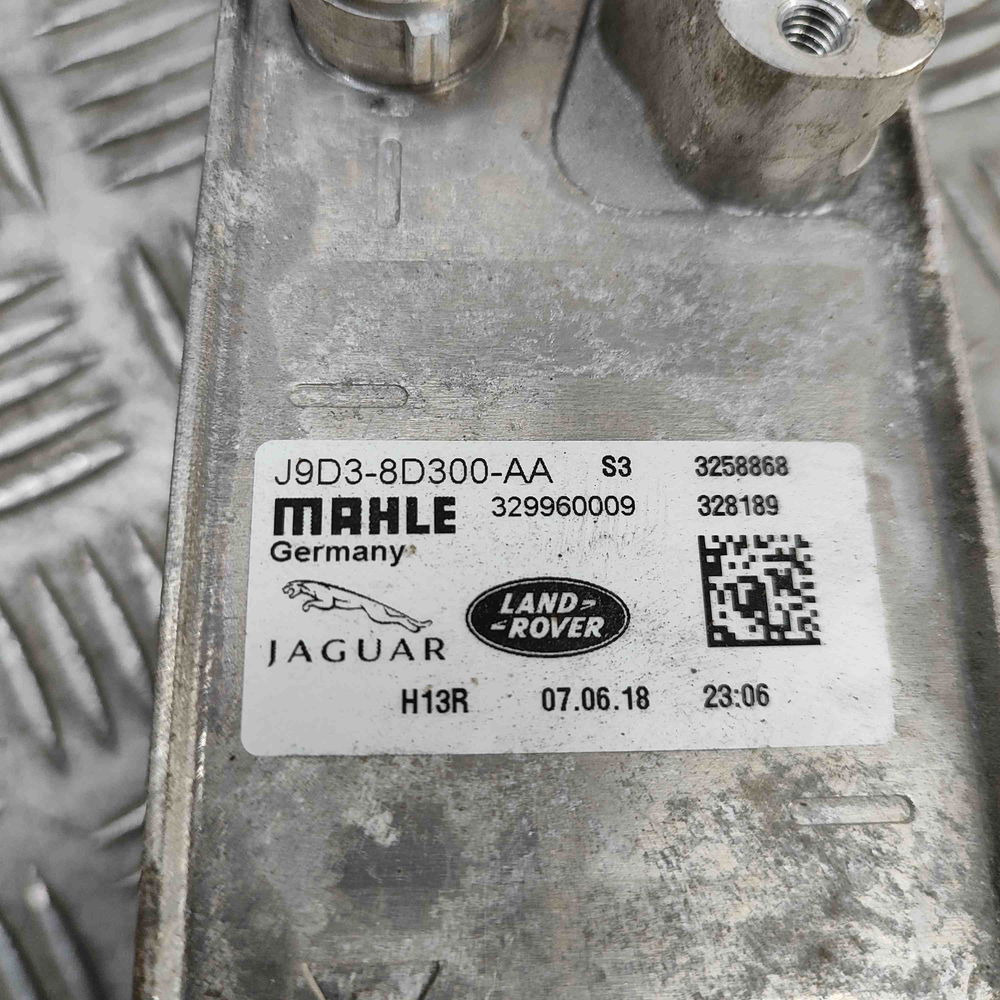 J9D3-8D300-AA S3 3258868
MAHLE 329960009 328189
Germany
JAGUAR LAND-
-ROVER
H13R 07.06.18 23:06